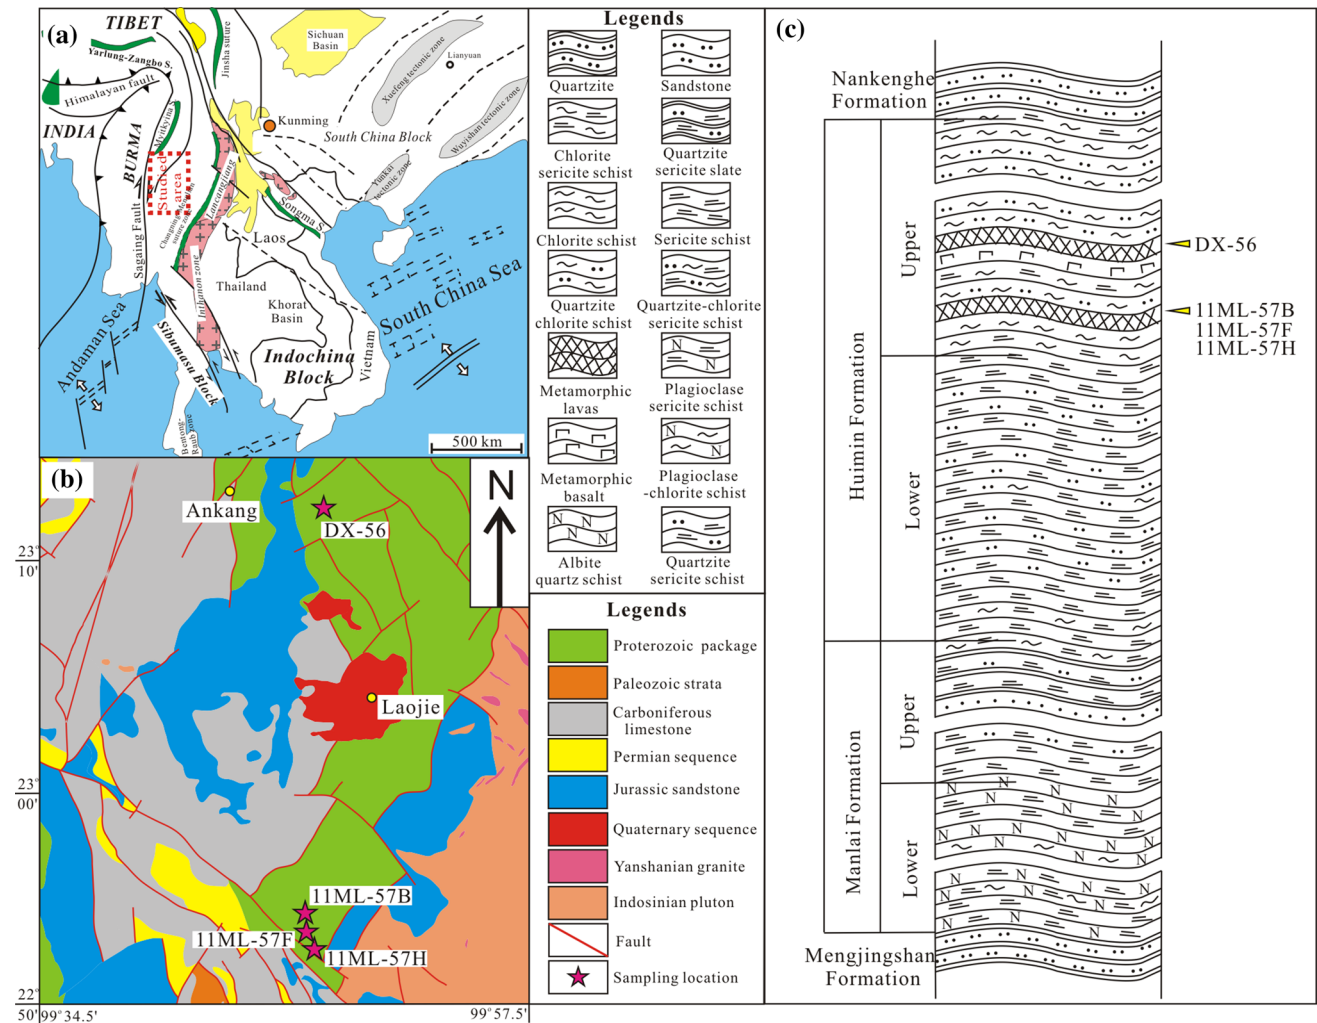 (a)
TIBET
Yarlung-Zangbo S.
Himalayan fault
INDIA
BURMA
Myitkyina S.
Jinsha suture
Sichuan
Basin
Xuefeng tectonic zone
Lianyuan
Kunming
South China Block
Wuyishan tectonic zone
Yunkai
tectonic zone
Studied
area
Changning-Menglian
suture zone
Lancangjiang
Songma S.
Laos
Sagaing Fault
Inthanon zone
Thailand
Khorat
Basin
South China Sea
Andaman Sea
Sibumasu Block
Indochina
Block
Vietnam
Bentong-
Raub zone
500 km
(b)
Ankang
DX-56
N
23°
10'
Laojie
23°
00'
11ML-57B
11ML-57F
11ML-57H
22°
50'
99°34.5'
99°57.5'
Legends
Quartzite
Sandstone
Chlorite
sericite schist
Quartzite
sericite slate
Chlorite schist
Sericite schist
Quartzite
chlorite schist
Quartzite-chlorite
sericite schist
Metamorphic
lavas
N
N
Plagioclase
sericite schist
Metamorphic
basalt
N
N
Plagioclase
-chlorite schist
N N
N N
Albite
quartz schist
Quartzite
sericite schist
Legends
Proterozoic package
Paleozoic strata
Carboniferous
limestone
Permian sequence
Jurassic sandstone
Quaternary sequence
Yanshanian granite
Indosinian pluton
Fault
Sampling location
(c)
Nankenghe
Formation
Upper
Huimin Formation
Lower
Upper
Manlai Formation
Lower
Mengjingshan
Formation
DX-56
11ML-57B
11ML-57F
11ML-57H
N
N N N
N N
N N N
N N N
N N N
N N N
N N N
N N